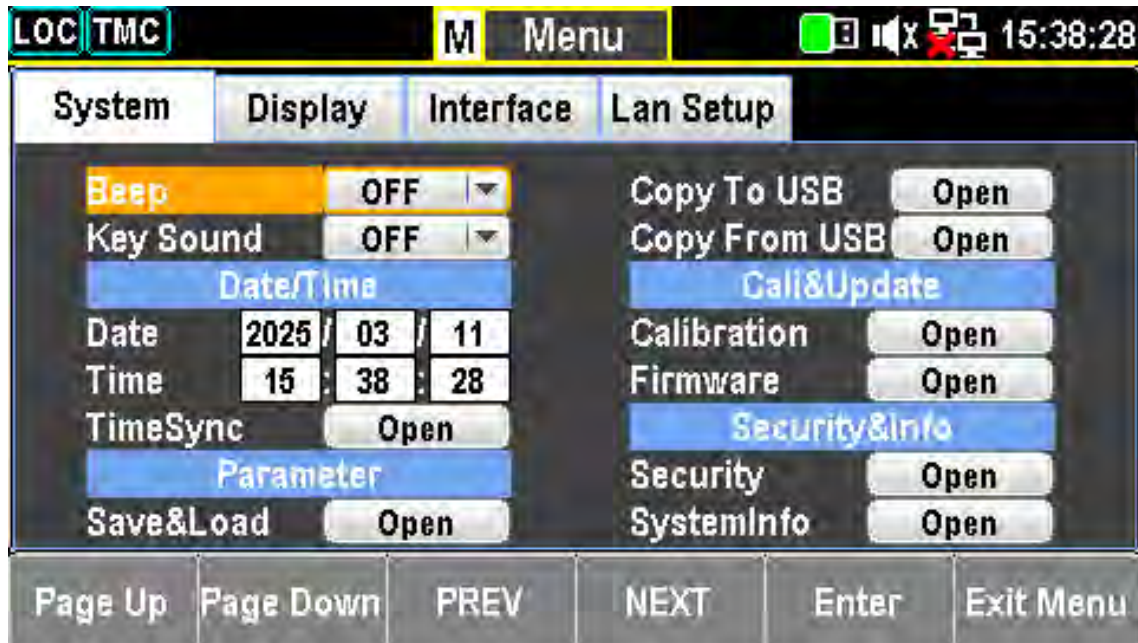 LOC TMC M Menu x 15:38:28
System Display Interface Lan Setup
Beep OFF
Key Sound OFF
Date/Time
Date 2025 / 03 / 11
Time 15 : 38 : 28
TimeSync Open
Parameter
Save&Load Open
Copy To USB Open
Copy From USB Open
Cali&Update
Calibration Open
Firmware Open
Security&Info
Security Open
SystemInfo Open
Page Up Page Down PREV NEXT Enter Exit Menu